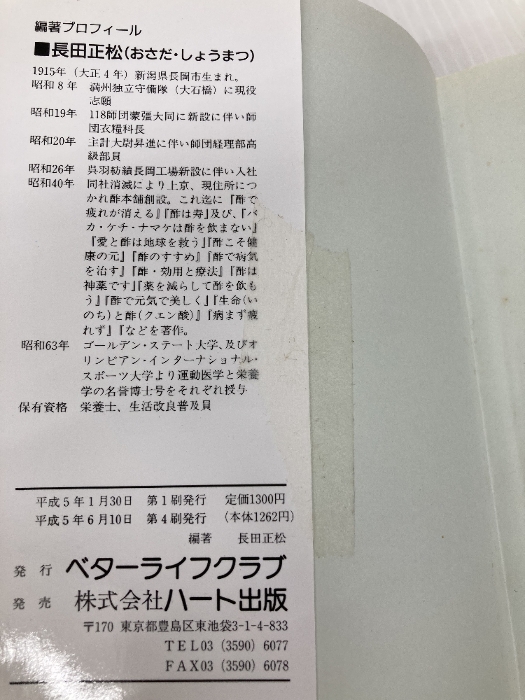 編著プロフィール
■長田正松(おさだ・しょうまつ)
1915年（大正４年）新潟県長岡市生まれ。
昭和８年 満州独立守備隊（大石橋）に現役
志願
昭和19年 118師団蒙彊大同に新設に伴い師
団衣糧科長
昭和20年 主計大尉昇進に伴い師団経理部高
級部員
昭和26年 呉羽紡績長岡工場新設に伴い入社
昭和40年 同社消滅により上京、現住所につ
かれ酢本舗創設。これ迄に『酢で
疲れが消える』『酢は寿』及び、『バ
カ・ケチ・ナマケは酢を飲まない』
『愛と酢は地球を救う』『酢こそ健
康の元』『酢のすすめ』『酢で病気
を治す』『酢・効用と療法』『酢は
神薬です』『薬を減らして酢を飲も
う』『酢で元気で美しく』『生命(い
のち)と酢(クエン酸)』『病まず疲
れず』『などを著作。
昭和63年 ゴールデン・ステート大学、及びオ
リンピアン・インターナショナル・
スポーツ大学より運動医学と栄養
学の名誉博士号をそれぞれ授与
保有資格 栄養士、生活改良普及員
平成５年１月30日 第１刷発行 定価1300円
平成５年６月10日 第４刷発行 （本体1262円）
編著 長田正松
発行 ベターライフクラブ
発売 株式会社ハート出版
〒170 東京都豊島区東池袋3-1-4-833
ＴＥＬ03（3590）6077
ＦＡＸ03（3590）6078